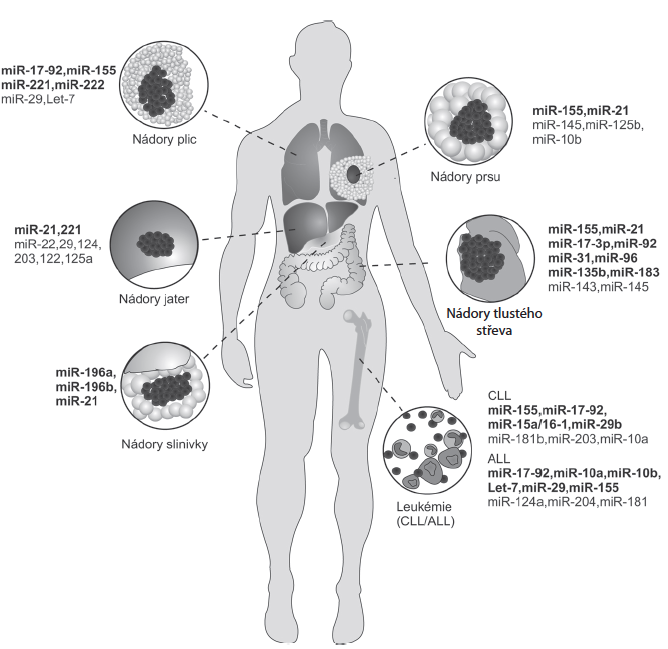 miR-17-92,miR-155
miR-221,miR-222
miR-29,Let-7
Nádory plic
miR-155,miR-21
miR-145,miR-125b,
miR-10b
Nádory prsu
miR-21,221
miR-22,29,124,
203,122,125a
Nádory jater
miR-155,miR-21
miR-17-3p,miR-92
miR-31,miR-96
miR-135b,miR-183
miR-143,miR-145
Nádory tlustého
střeva
miR-196a,
miR-196b,
miR-21
Nádory slinivky
CLL
miR-155,miR-17-92,
miR-15a/16-1,miR-29b
miR-181b,miR-203,miR-10a
ALL
miR-17-92,miR-10a,miR-10b,
Let-7,miR-29,miR-155
miR-124a,miR-204,miR-181
Leukémie
(CLL/ALL)